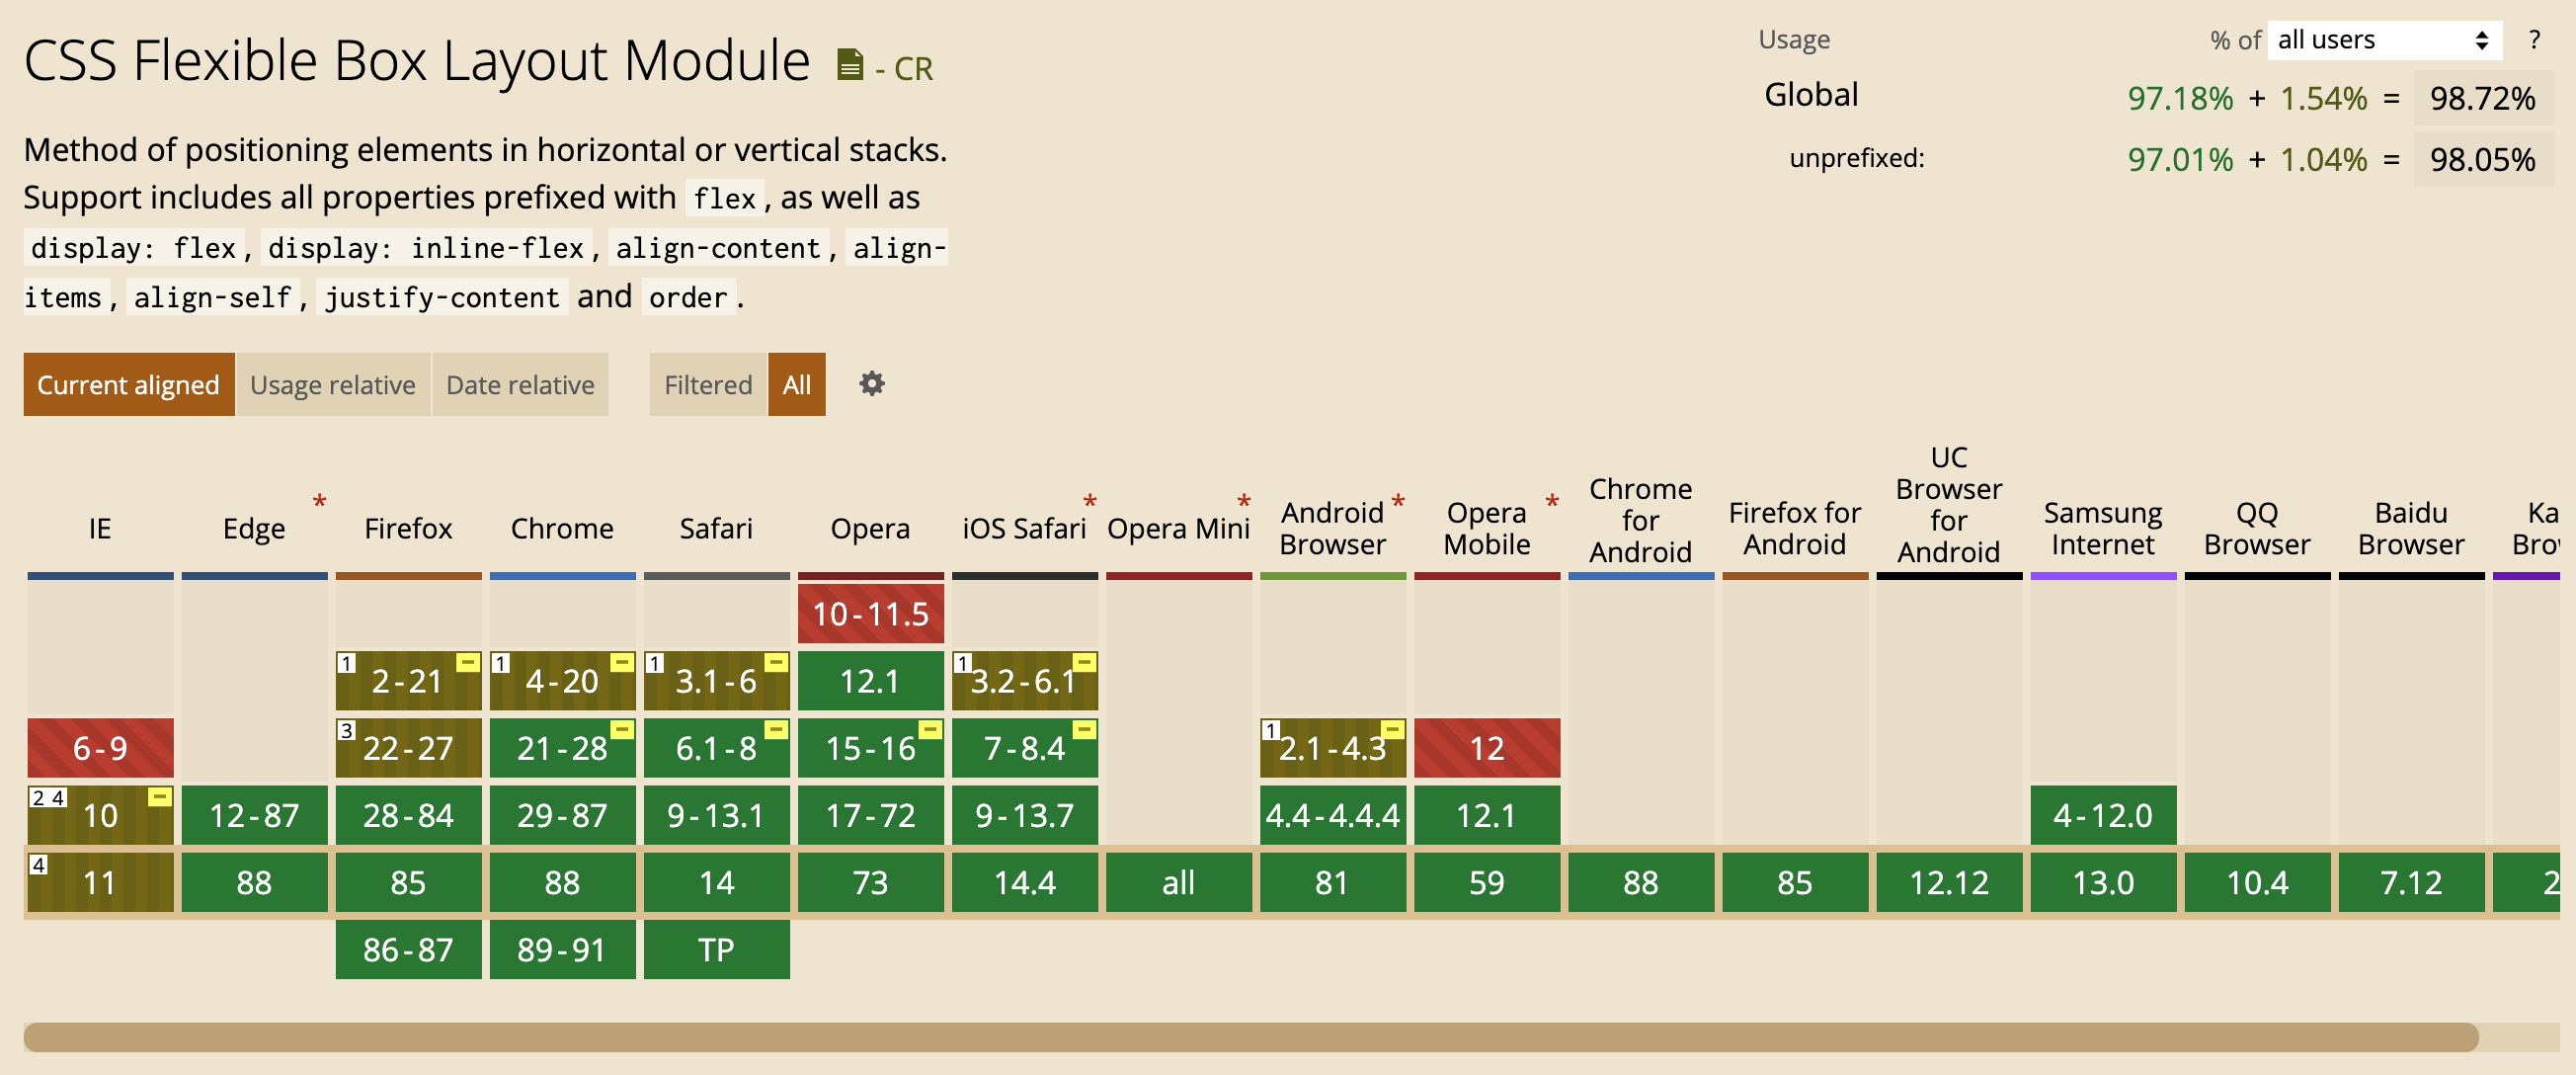 CSS Flexible Box Layout Module - CR
Usage % of all users ?
Global 97.18% + 1.54% = 98.72%
unprefixed: 97.01% + 1.04% = 98.05%
Method of positioning elements in horizontal or vertical stacks.
Support includes all properties prefixed with flex, as well as
display: flex, display: inline-flex, align-content, align-
items, align-self, justify-content and order.
Current aligned Usage relative Date relative Filtered All
IE
Edge *
Firefox
Chrome
Safari
Opera
iOS Safari *
Opera Mini *
Android Browser *
Opera Mobile *
Chrome for Android
Firefox for Android
UC Browser for Android
Samsung Internet
QQ Browser
Baidu Browser
10-11.5
1 2-21 1 4-20 1 3.1-6 12.1 1 3.2-6.1
6-9 3 22-27 21-28 6.1-8 15-16 7-8.4 1 2.1-4.3 12
2 4 10 12-87 28-84 29-87 9-13.1 17-72 9-13.7 4.4-4.4.4 12.1 4-12.0
4 11 88 85 88 14 73 14.4 all 81 59 88 85 12.12 13.0 10.4 7.12
86-87 89-91 TP